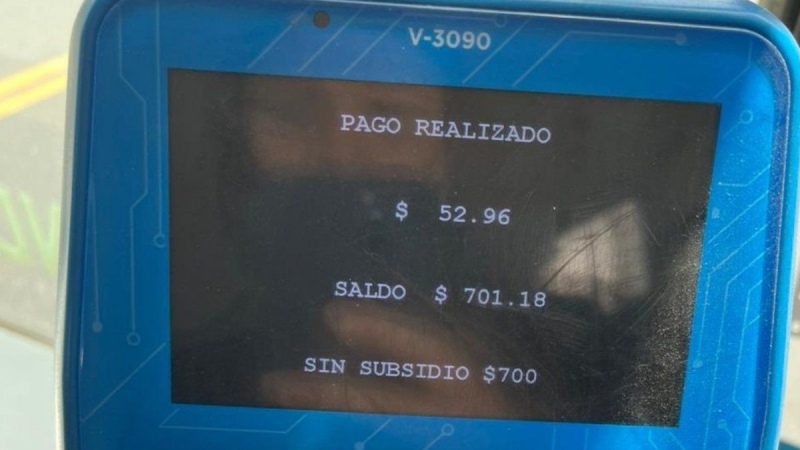 V-3090
PAGO REALIZADO
$ 52.96
SALDO $ 701.18
SIN SUBSIDIO $700